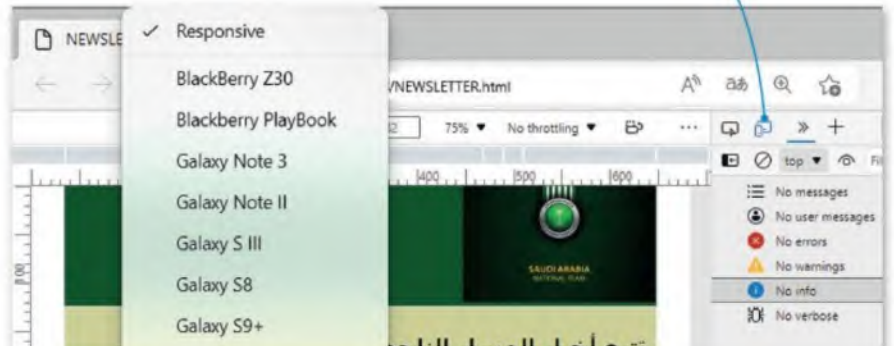 NEWSLE
Responsive
BlackBerry Z30
Blackberry PlayBook
Galaxy Note 3
Galaxy Note II
Galaxy S III
Galaxy S8
Galaxy S9+
/NEWSLETTER.html
75% ▼ No throttling ▼
top ▼
400 500 600
No messages
No user messages
No errors
No warnings
No info
No verbose
SAUDI ARABIA
NATIONAL TEAM